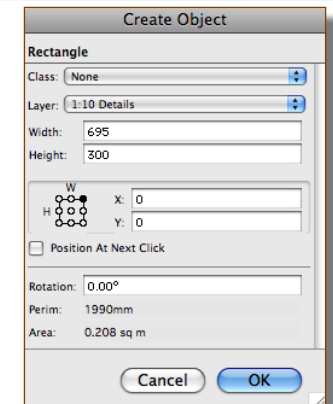 Create Object
Rectangle
Class: None
Layer: 1:10 Details
Width: 695
Height: 300
W
H
X: 0
Y: 0
Position At Next Click
Rotation: 0.00°
Perim: 1990mm
Area: 0.208 sq m
Cancel OK